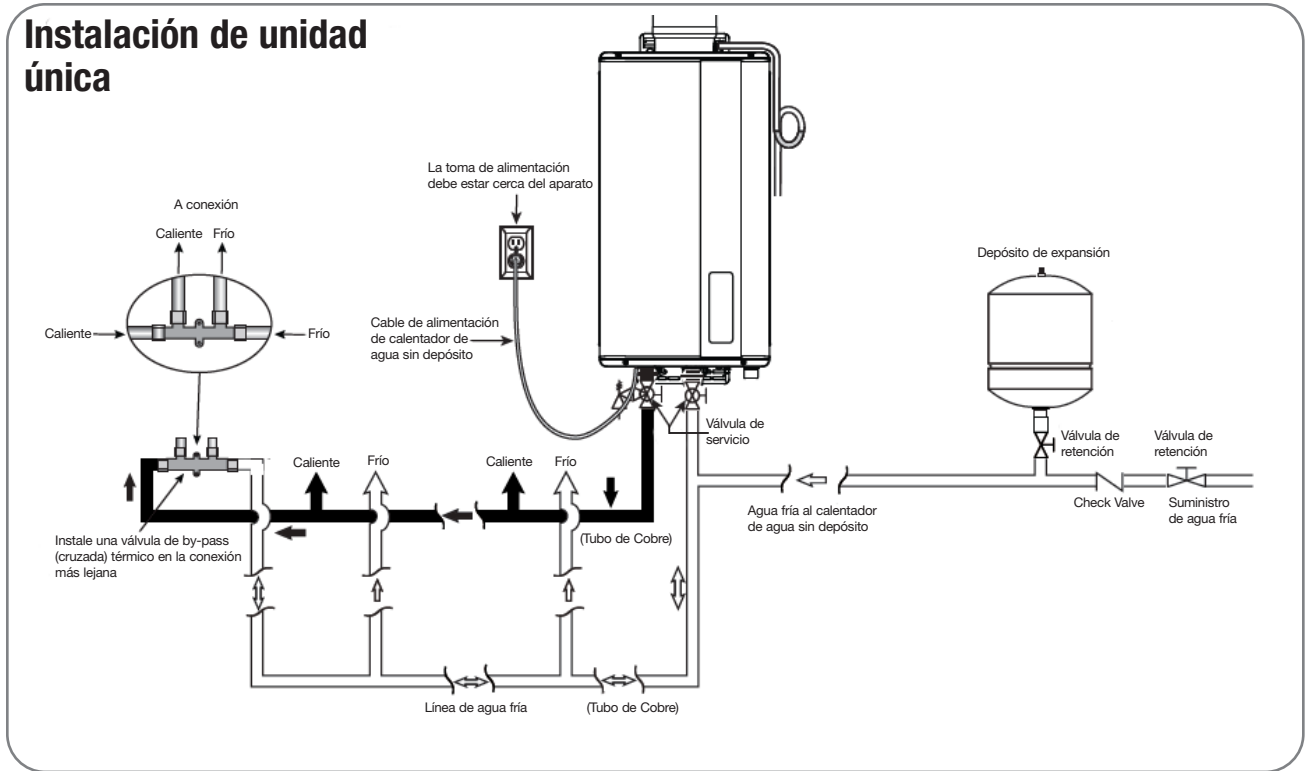 Instalación de unidad
única
La toma de alimentación
debe estar cerca del aparato
A conexión
Caliente Frío
Caliente
Frío
Cable de alimentación
de calentador de
agua sin depósito
Depósito de expansión
Válvula de
servicio
Válvula de
retención
Válvula de
retención
Caliente
Frío
Caliente
Frío
Check Valve
Suministro
de agua fría
Agua fría al calentador
de agua sin depósito
(Tubo de Cobre)
Instale una válvula de by-pass
(cruzada) térmico en la conexión
más lejana
Línea de agua fría
(Tubo de Cobre)